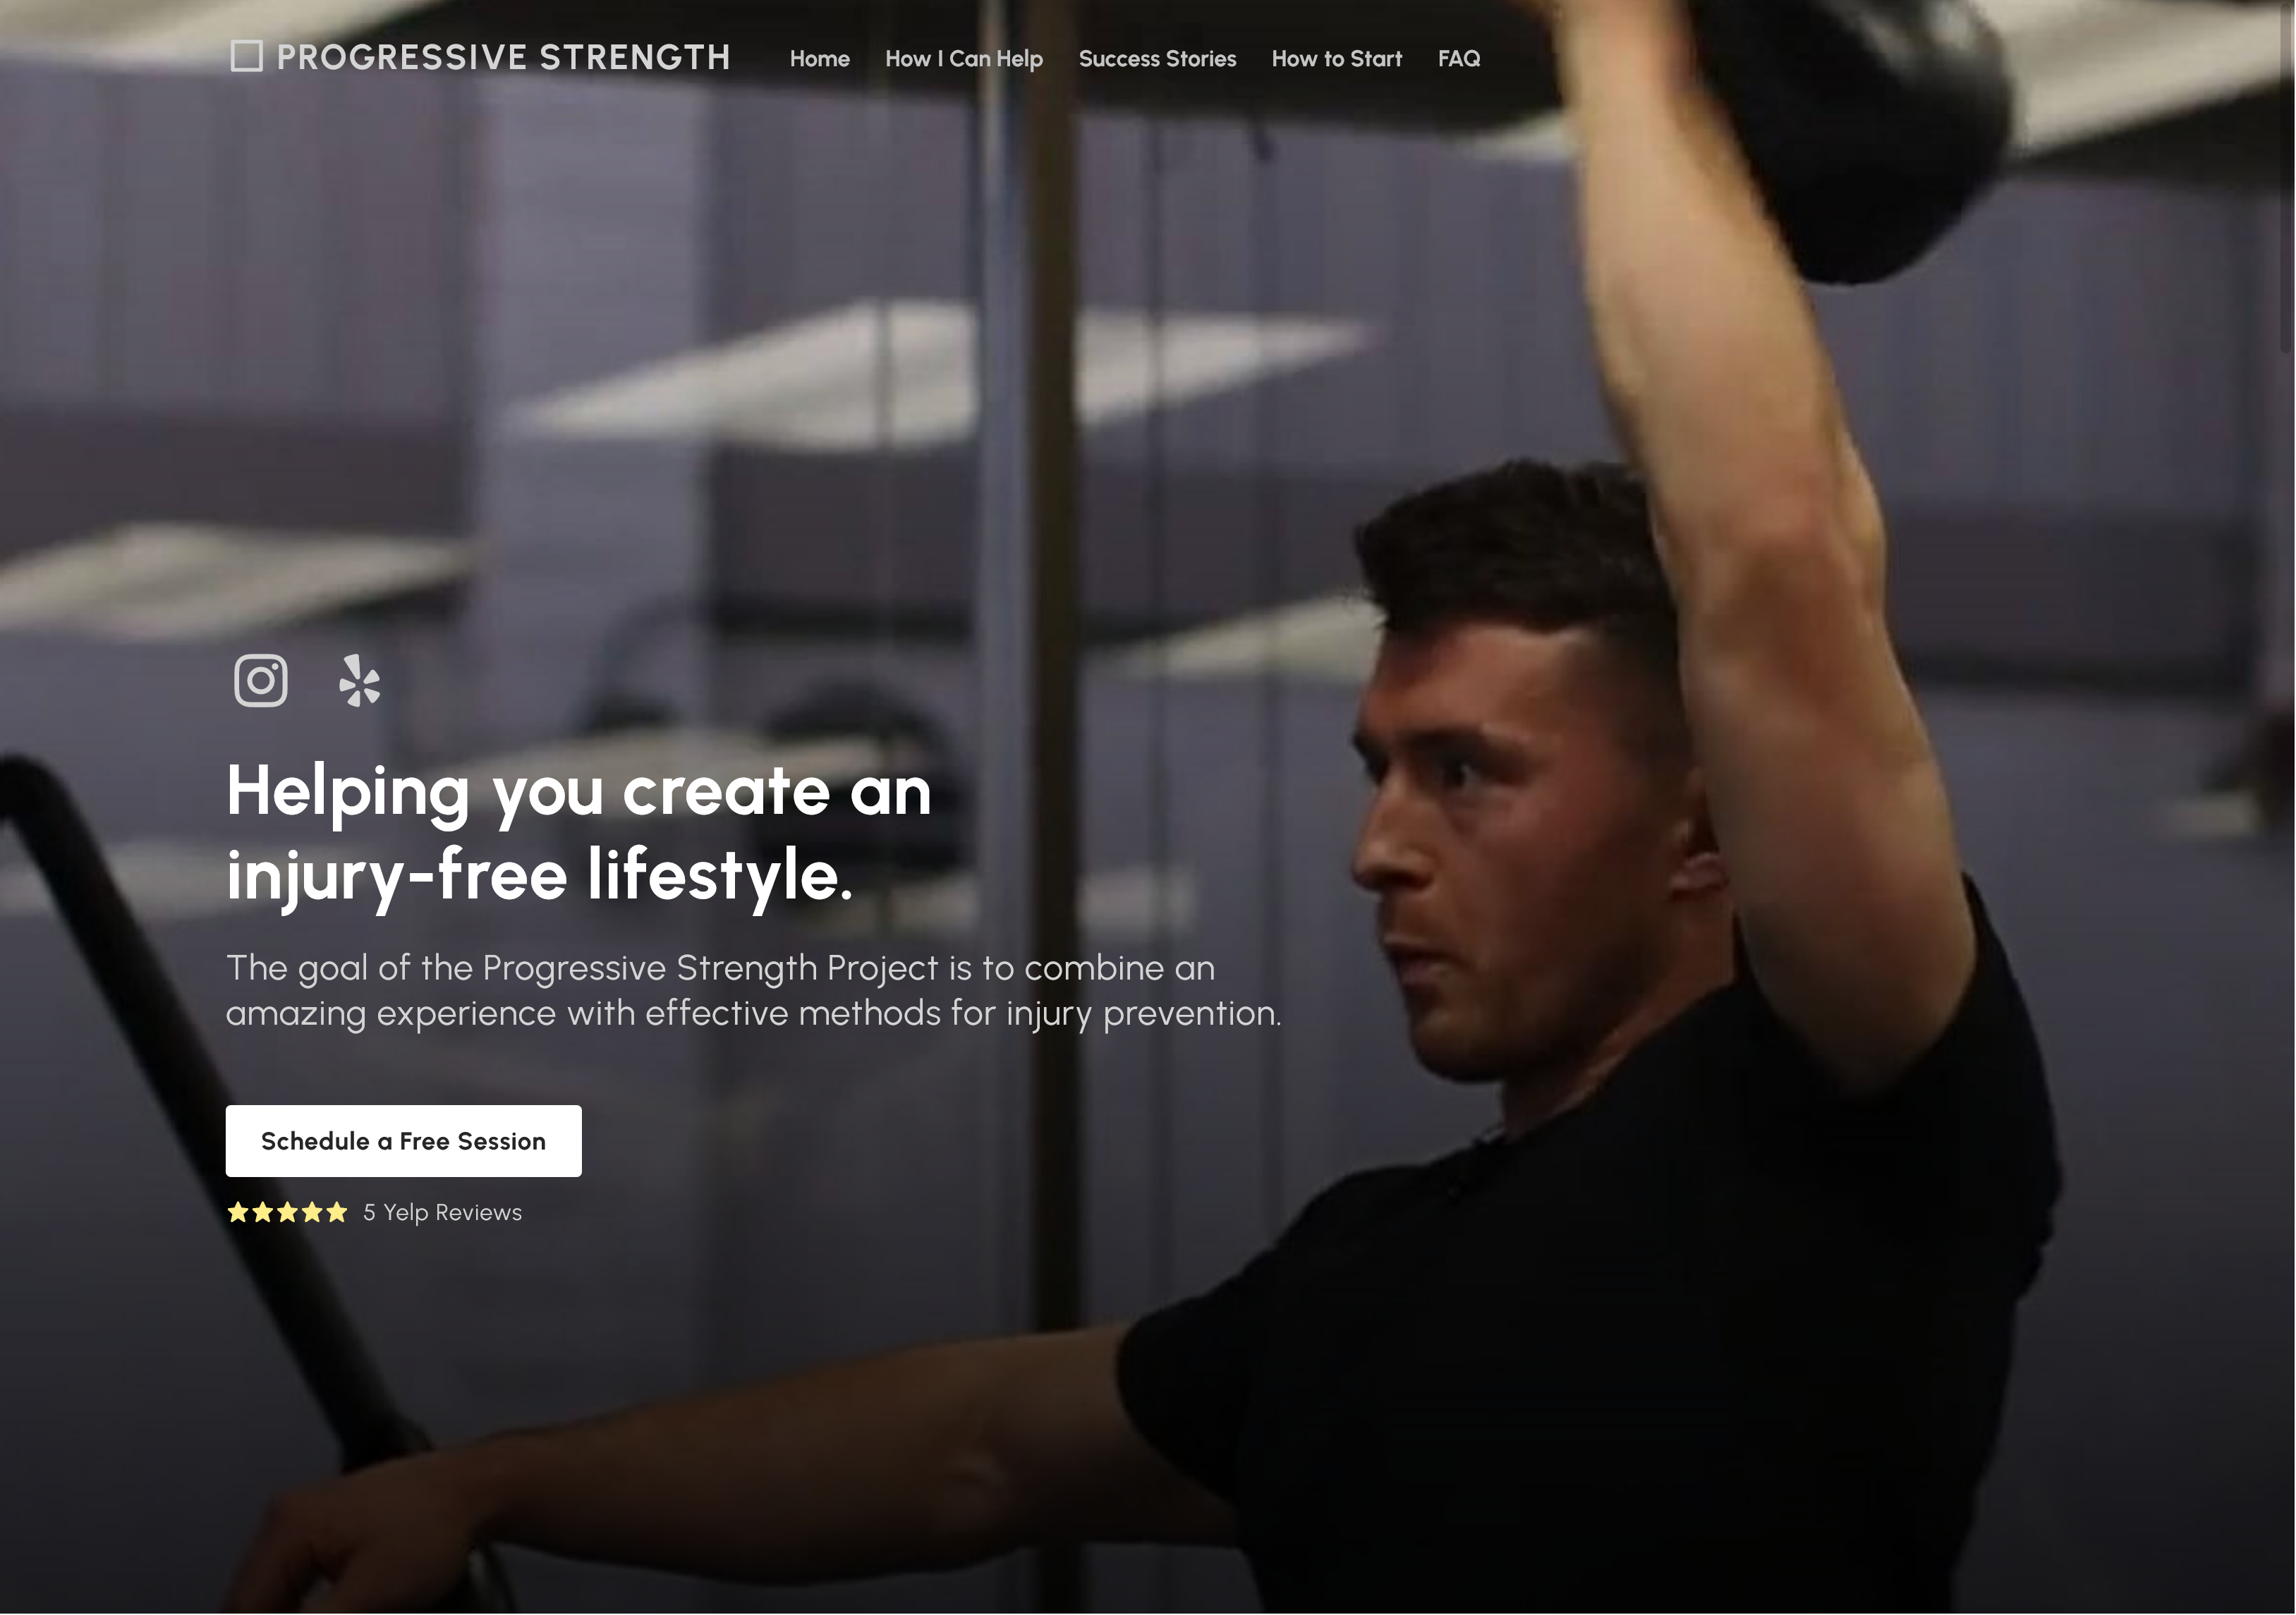 PROGRESSIVE STRENGTH
Home How I Can Help Success Stories How to Start FAQ
Helping you create an
injury-free lifestyle.
The goal of the Progressive Strength Project is to combine an
amazing experience with effective methods for injury prevention.
Schedule a Free Session
5 Yelp Reviews